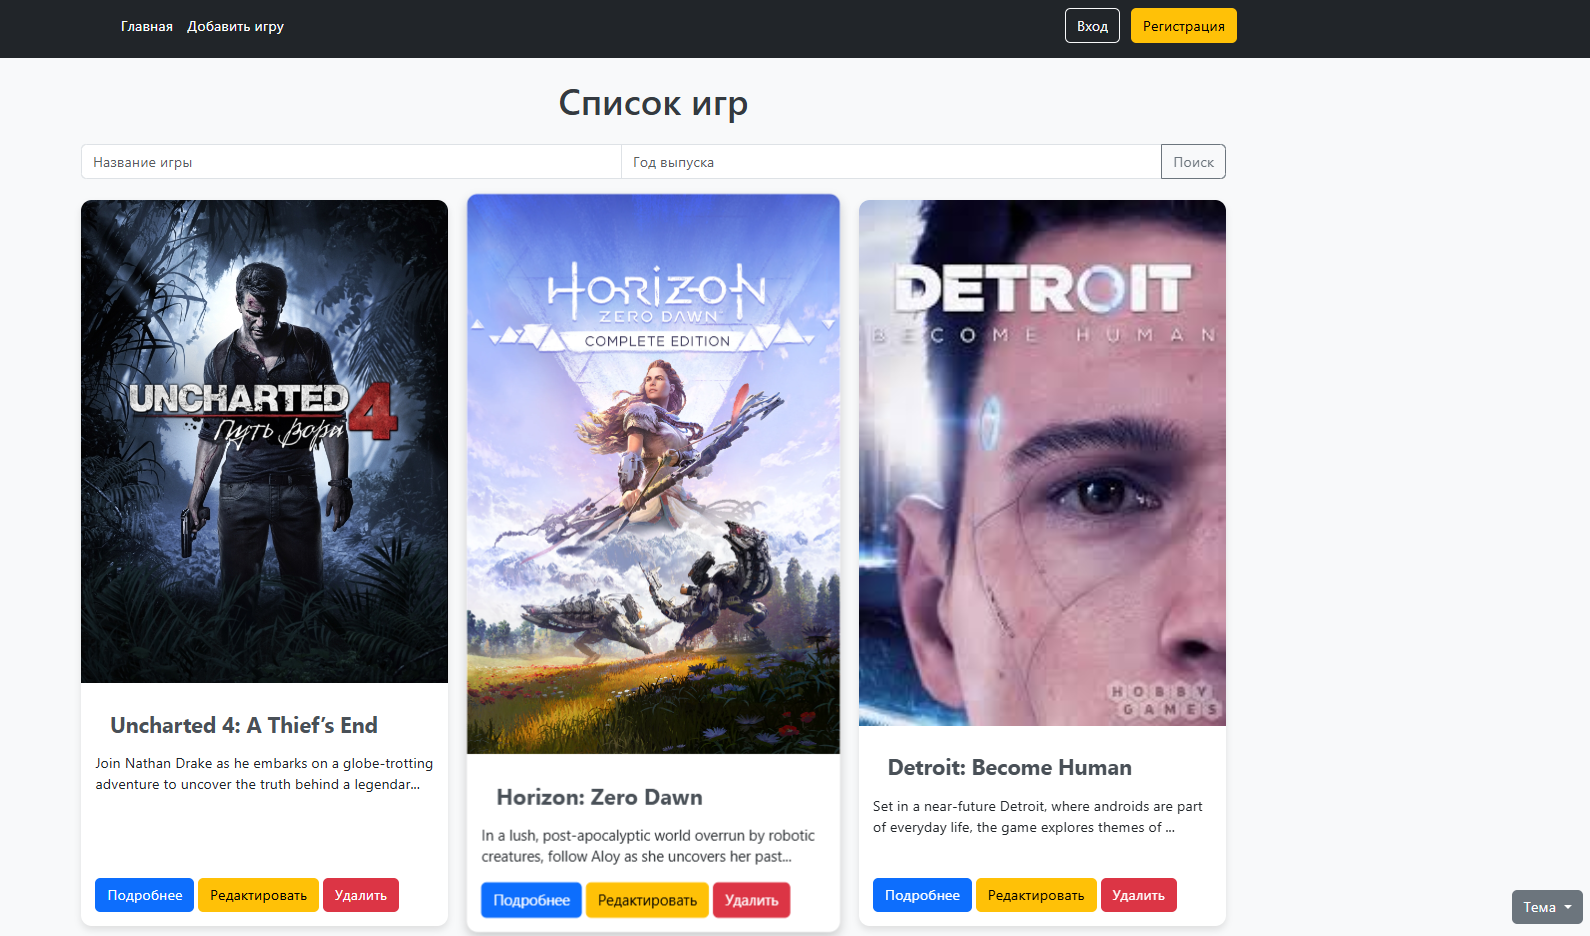 Главная Добавить игру Вход Регистрация
Список игр
Название игры Год выпуска Поиск
UNCHARTED 4
Путь вора
HORIZON
ZERO DAWN
COMPLETE EDITION
DETROIT
BECOME HUMAN
HOBBY
GAMES
Uncharted 4: A Thief’s End
Join Nathan Drake as he embarks on a globe-trotting
adventure to uncover the truth behind a legendar...
Подробнее Редактировать Удалить
Horizon: Zero Dawn
In a lush, post-apocalyptic world overrun by robotic
creatures, follow Aloy as she uncovers her past...
Подробнее Редактировать Удалить
Detroit: Become Human
Set in a near-future Detroit, where androids are part
of everyday life, the game explores themes of ...
Подробнее Редактировать Удалить
Тема